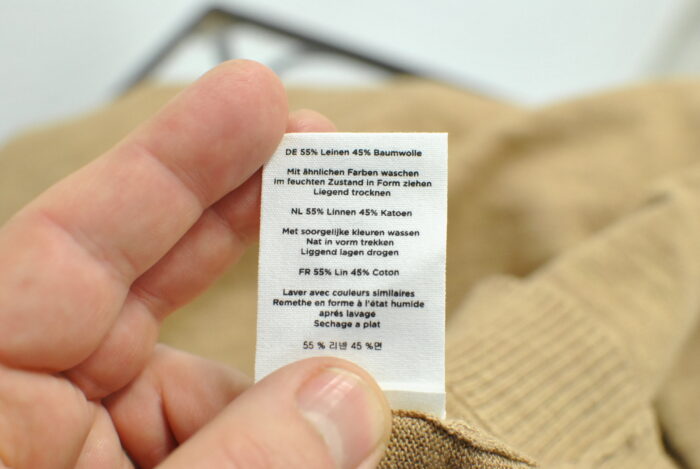 DE 55% Leinen 45% Baumwolle
Mit ähnlichen Farben waschen
im feuchten Zustand in Form ziehen
Liegend trocknen
NL 55% Linnen 45% Katoen
Met soorgelijke kleuren wassen
Nat in vorm trekken
Liggend lagen drogen
FR 55% Lin 45% Coton
Laver avec couleurs similaires
Remethe en forme à l'état humide
aprés lavage
Sechage a plat
55 % 리넨 45 %면